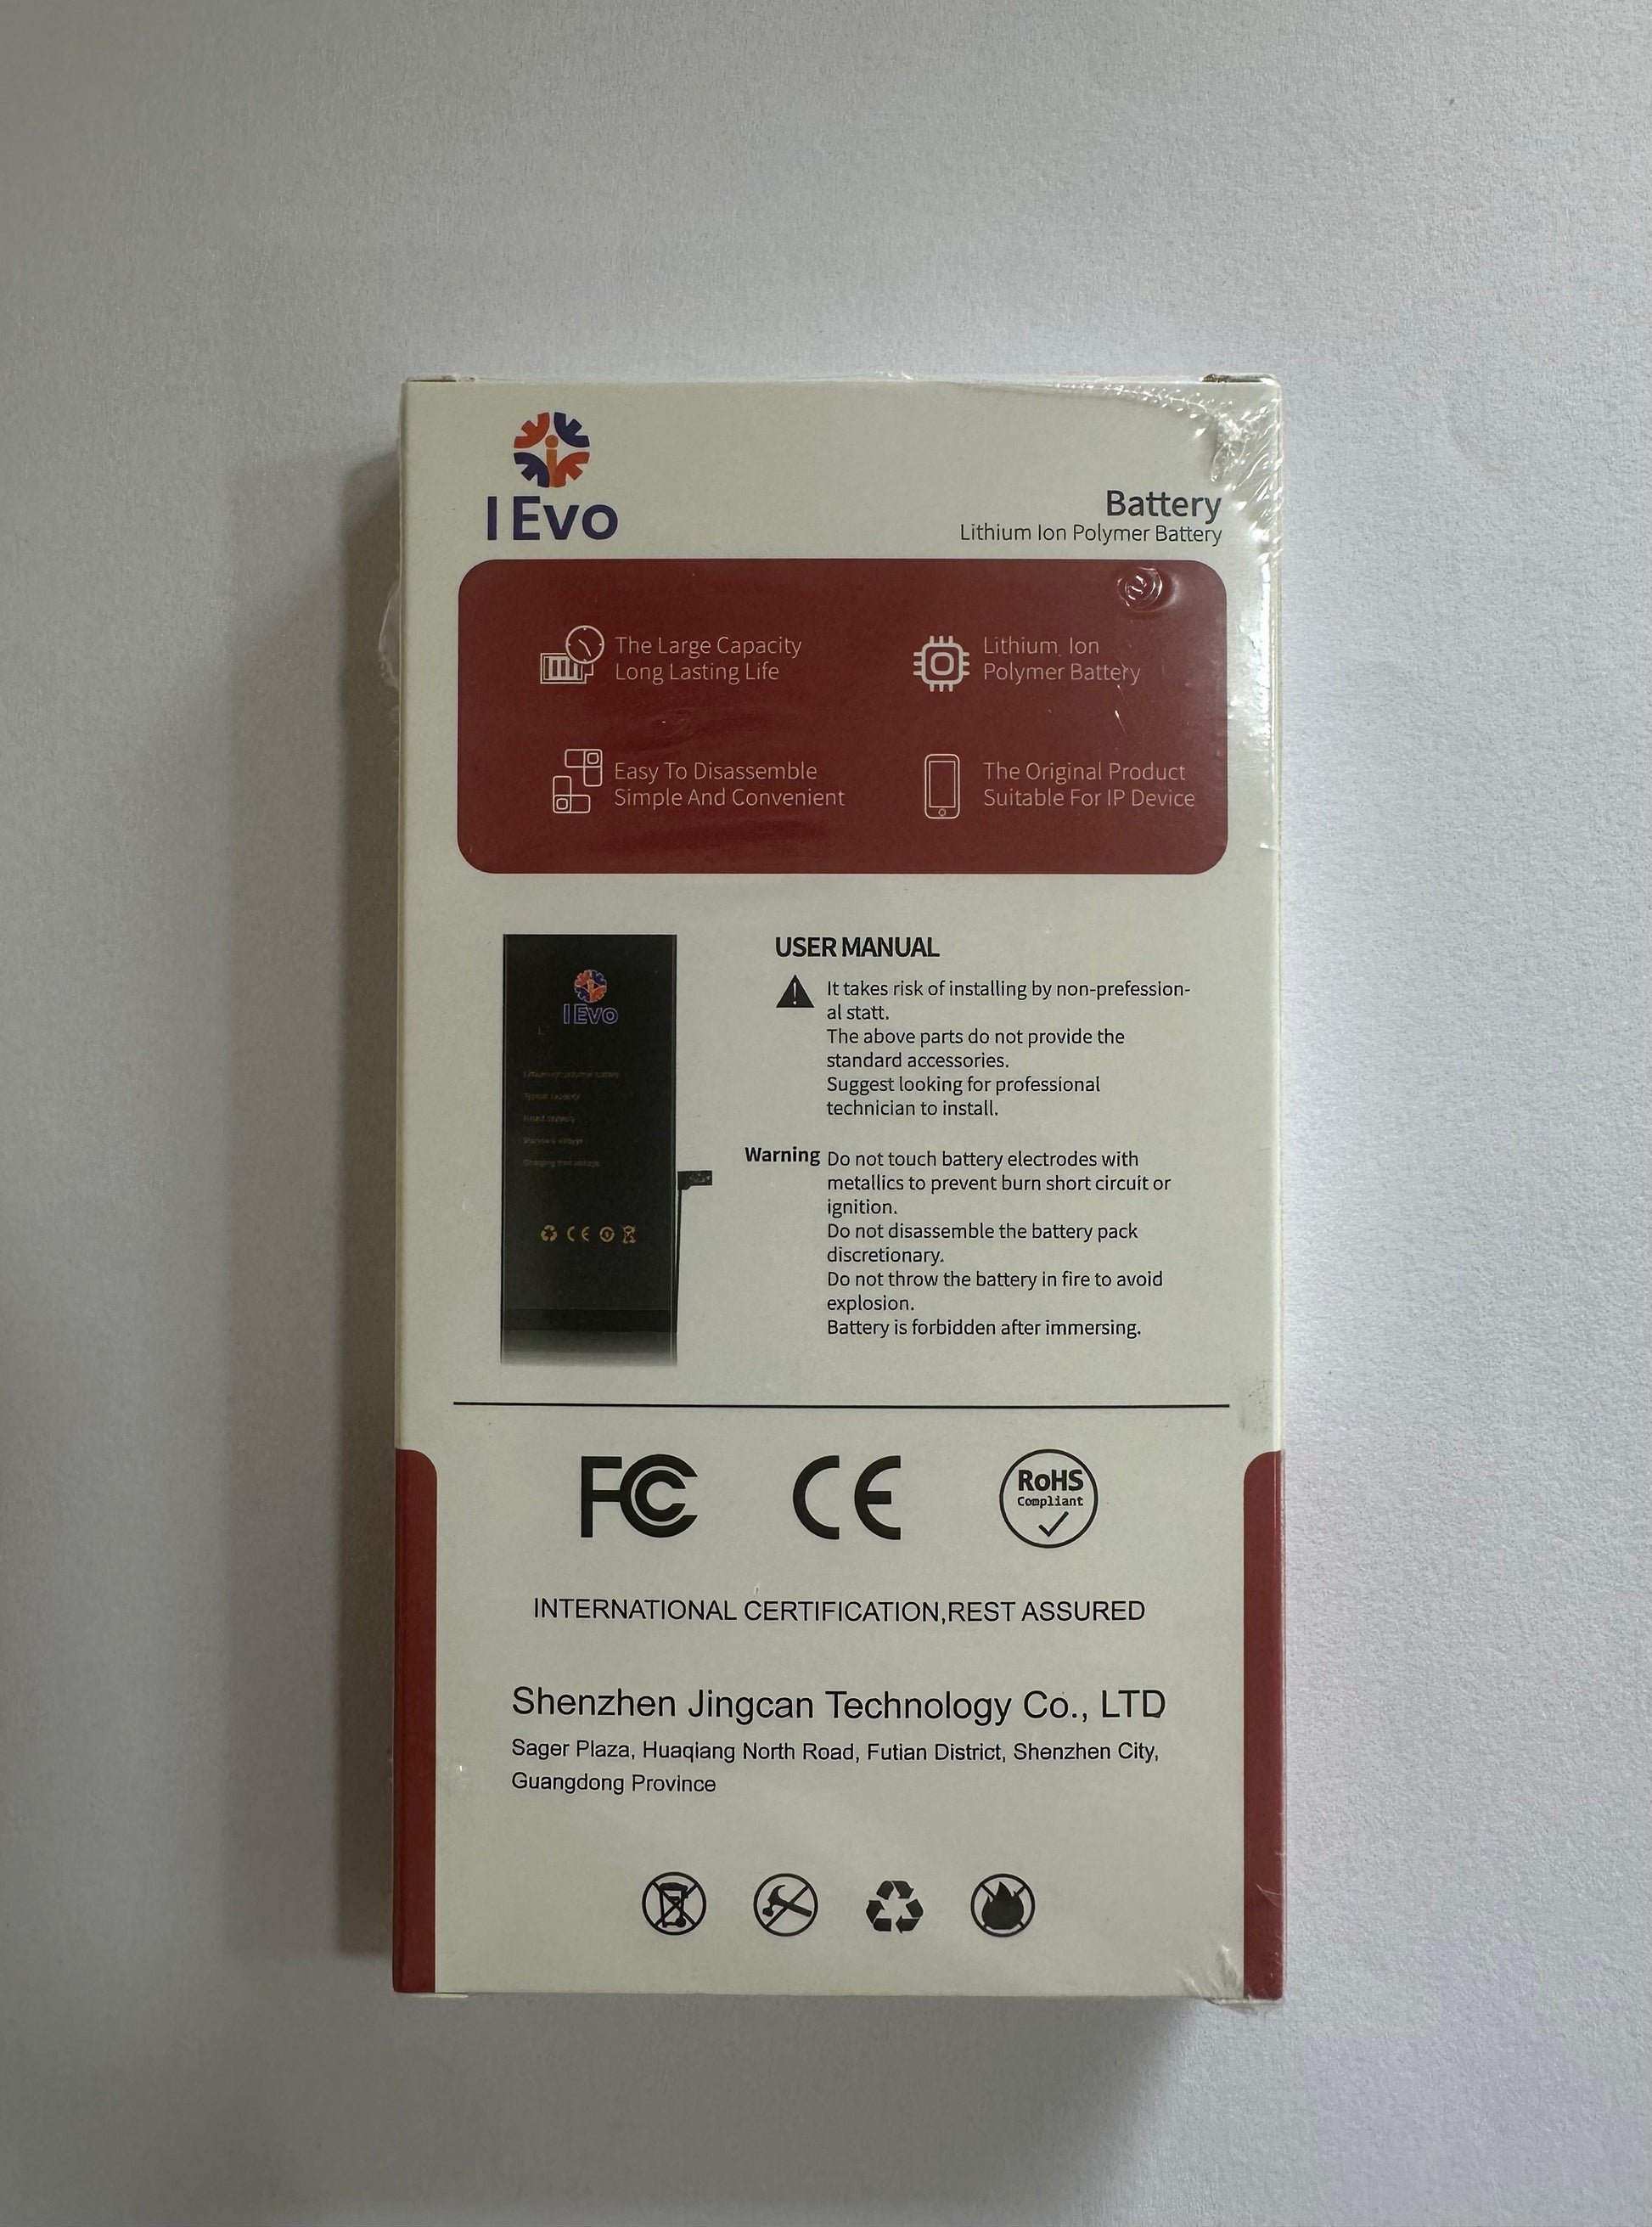 I Evo
Battery
Lithium Ion Polymer Battery
The Large Capacity
Long Lasting Life
Lithium Ion
Polymer Battery
Easy To Disassemble
Simple And Convenient
The Original Product
Suitable For IP Device
I Evo
USER MANUAL
It takes risk of installing by non-prefession-
al statt.
The above parts do not provide the
standard accessories.
Suggest looking for professional
technician to install.
Warning Do not touch battery electrodes with
metallics to prevent burn short circuit or
ignition.
Do not disassemble the battery pack
discretionary.
Do not throw the battery in fire to avoid
explosion.
Battery is forbidden after immersing.
FC CE RoHS
Compliant
INTERNATIONAL CERTIFICATION,REST ASSURED
Shenzhen Jingcan Technology Co., LTD
Sager Plaza, Huaqiang North Road, Futian District, Shenzhen City,
Guangdong Province